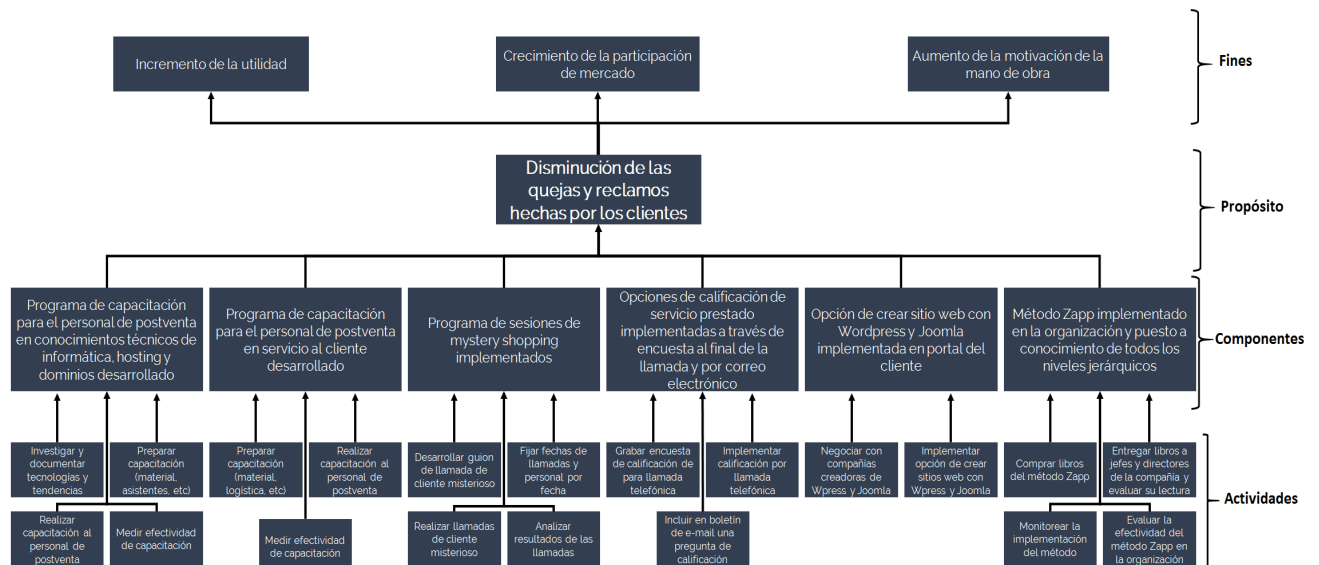 Incremento de la utilidad
Crecimiento de la participación
de mercado
Aumento de la motivación de la
mano de obra
Fines
Disminución de las
quejas y reclamos
hechas por los clientes
Propósito
Programa de capacitación
para el personal de postventa
en conocimientos técnicos de
informática, hosting y
dominios desarrollado
Programa de capacitación
para el personal de postventa
en servicio al cliente
desarrollado
Programa de sesiones de
mystery shopping
implementados
Opciones de calificación de
servicio prestado
implementadas a través de
encuesta al final de la
llamada y por correo
electrónico
Opción de crear sitio web con
Wordpress y Joomla
implementada en portal del
cliente
Método Zapp implementado
en la organización y puesto a
conocimiento de todos los
niveles jerárquicos
Componentes
Investigar y
documentar
tecnologías y
tendencias
Preparar
capacitación
(material,
asistentes, etc)
Preparar
capacitación
(material,
logística, etc)
Realizar
capacitación al
personal de
postventa
Desarrollar guion
de llamada de
cliente misterioso
Fijar fechas de
llamadas y
personal por
fecha
Grabar encuesta
de calificación de
para llamada
telefónica
Implementar
calificación por
llamada
telefónica
Negociar con
compañías
creadoras de
Wpress y Joomla
Implementar
opción de crear
sitios web con
Wpress y Joomla
Comprar libros
del método Zapp
Entregar libros a
jefes y directores
de la compañía y
evaluar su lectura
Actividades
Realizar
capacitación al
personal de
postventa
Medir efectividad
de capacitación
Medir efectividad
de capacitación
Realizar llamadas
de cliente
misterioso
Analizar
resultados de las
llamadas
Incluir en boletín
de e-mail una
pregunta de
calificación
Monitorear la
implementación
del método
Evaluar la
efectividad del
método Zapp en
la organización